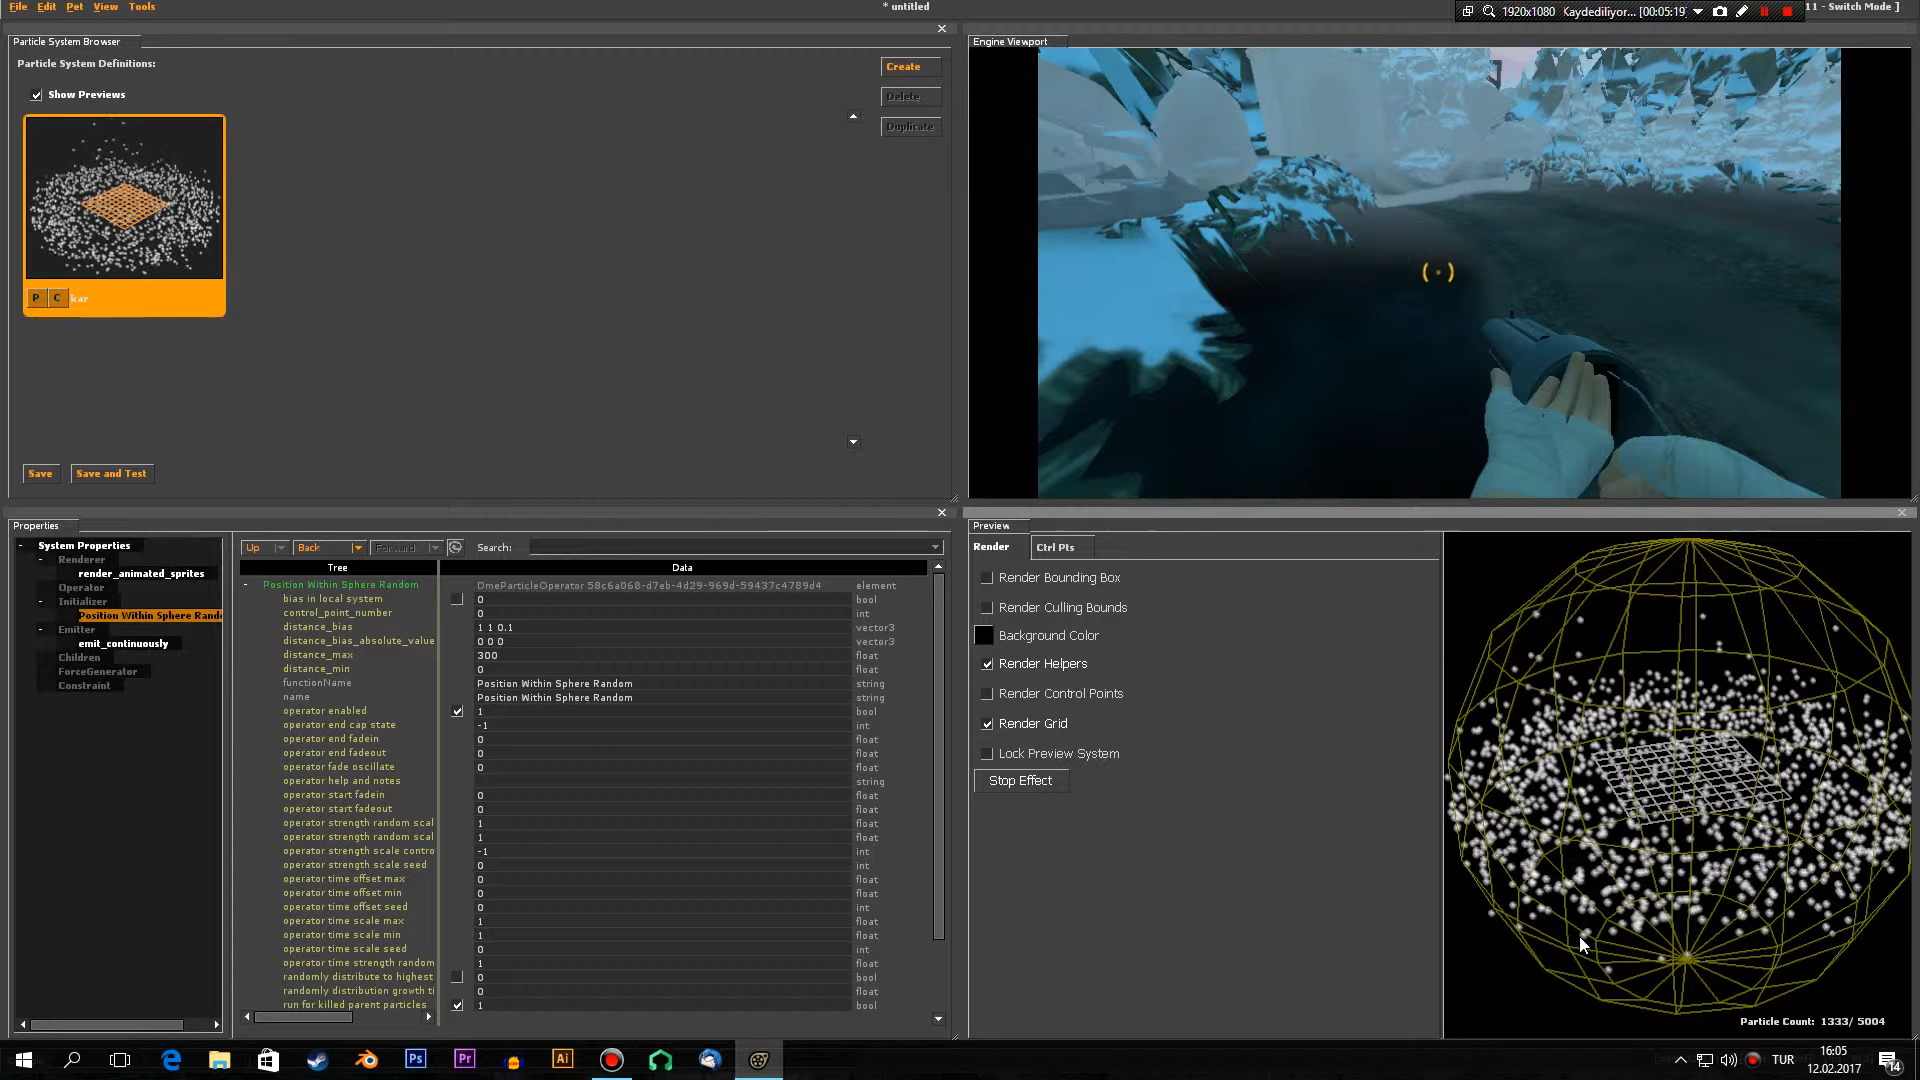 File Edit Pet View Tools
* untitled
1920x1080 Kaydediliyor... [00:05:19]
11 - Switch Mode ]
Particle System Browser
Particle System Definitions:
Show Previews
Create
Delete
Duplicate
P C kar
Save
Save and Test
Engine Viewport
Properties
System Properties
Renderer
render_animated_sprites
Operator
Initializer
Position Within Sphere Rando
Emitter
emit_continuously
Children
ForceGenerator
Constraint
Up Back Forward Search:
Tree Data
Position Within Sphere Random DmeParticleOperator 58c6a068-d7eb-4d29-969d-59437c4789d4 element
bias in local system 0 bool
control_point_number 0 int
distance_bias 1 1 0.1 vector3
distance_bias_absolute_value 0 0 0 vector3
distance_max 300 float
distance_min 0 float
functionName Position Within Sphere Random string
name Position Within Sphere Random string
operator enabled 1 bool
operator end cap state -1 int
operator end fadein 0 float
operator end fadeout 0 float
operator fade oscillate 0 float
operator help and notes string
operator start fadein 0 float
operator start fadeout 0 float
operator strength random scal 1 float
operator strength random scal 1 float
operator strength scale contro -1 int
operator strength scale seed 0 int
operator time offset max 0 float
operator time offset min 0 float
operator time offset seed 0 int
operator time scale max 1 float
operator time scale min 1 float
operator time scale seed 0 int
operator time strength random 1 float
randomly distribute to highest 0 bool
randomly distribution growth ti 0 float
run for killed parent particles 1 bool
Preview
Render
Ctrl Pts
Render Bounding Box
Render Culling Bounds
Background Color
Render Helpers
Render Control Points
Render Grid
Lock Preview System
Stop Effect
Particle Count: 1333/ 5004
Ps
Pr
Ai
TUR
16:05
12.02.2017
14